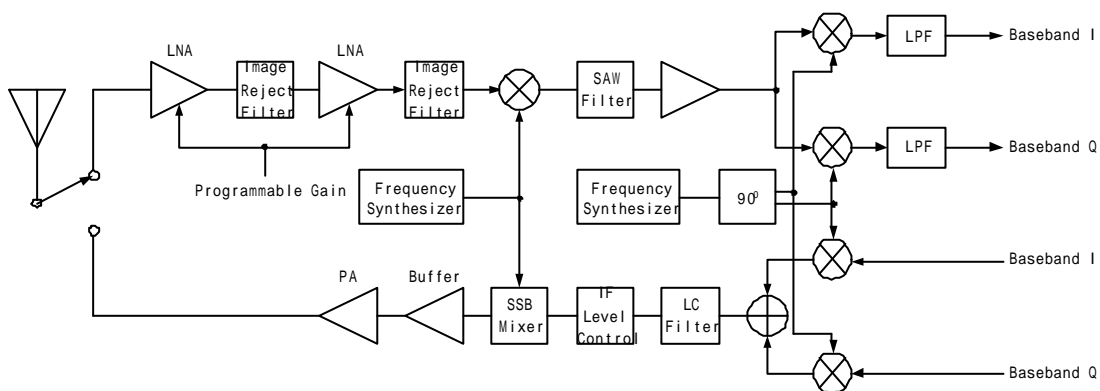 LNA
Image
Reject
Filter
LNA
Image
Reject
Filter
SAW
Filter
LPF
Baseband I
LPF
Baseband Q
Programmable Gain
Frequency
Synthesizer
Frequency
Synthesizer
90⁰
Baseband I
PA
Buffer
SSB
Mixer
IF
Level
Control
LC
Filter
Baseband Q